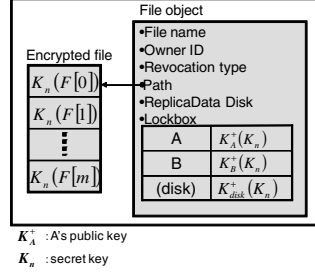 File object
•File name
•Owner ID
•Revocation type
•Path
•ReplicaData Disk
•Lockbox
A K_A^+(K_n)
B K_B^+(K_n)
(disk) K_disk^+(K_n)
Encrypted file
K_n(F[0])
K_n(F[1])
K_n(F[m])
K_A^+ : A's public key
K_n : secret key